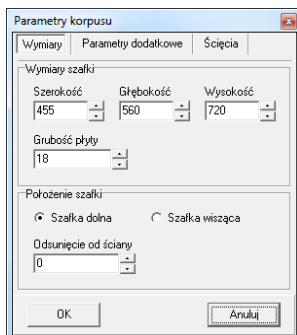 Parametry korpusu
Wymiary Parametry dodatkowe Ścięcia
Wymiary szafki
Szerokość Głębokość Wysokość
455 560 720
Grubość płyty
18
Położenie szafki
Szafka dolna Szafka wisząca
Odsunięcie od ściany
0
OK Anuluj